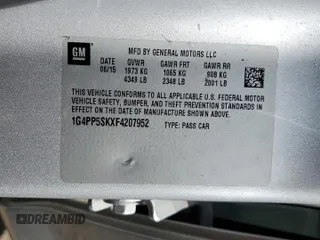 GM
MFD BY GENERAL MOTORS LLC
DATE GVWR GAWR FRT GAWR RR
06/15 1973 KG 1065 KG 908 KG
4349 LB 2348 LB 2001 LB
THIS VEHICLE CONFORMS TO ALL APPLICABLE U.S. FEDERAL MOTOR
VEHICLE SAFETY, BUMPER, AND THEFT PREVENTION STANDARDS IN
EFFECT ON THE DATE OF MANUFACTURE SHOWN ABOVE.
1G4PP5SKXF4207952 TYPE: PASS CAR
DREAMBID